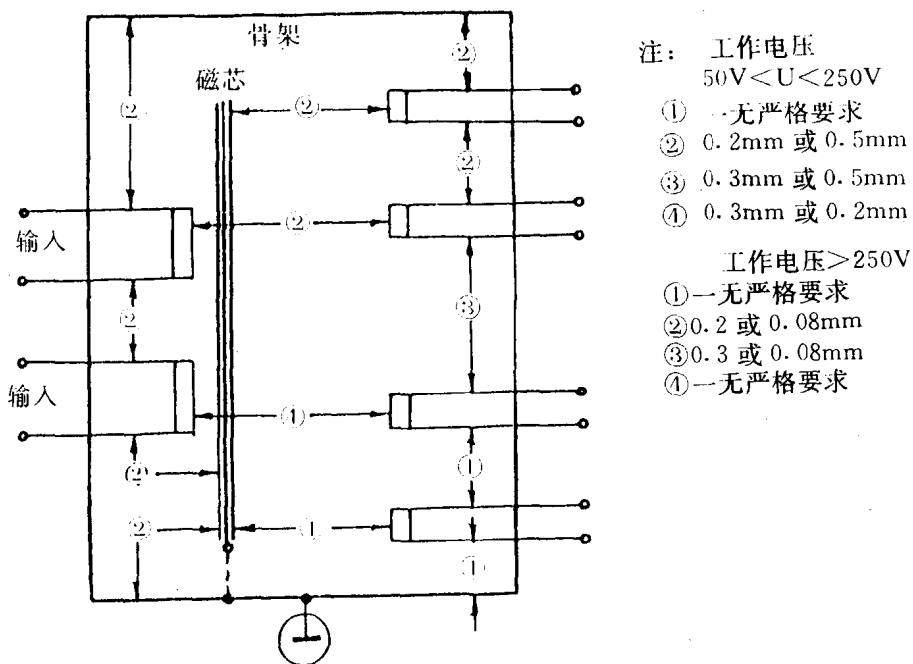 骨架
磁芯
②
②
②
②
输入
②
②
③
输入
④
②
①
②
①
①
注： 工作电压
50V＜U＜250V
① 一无严格要求
② 0.2mm 或 0.5mm
③ 0.3mm 或 0.5mm
④ 0.3mm 或 0.2mm
工作电压＞250V
①一无严格要求
②0.2 或 0.08mm
③0.3 或 0.08mm
④一无严格要求